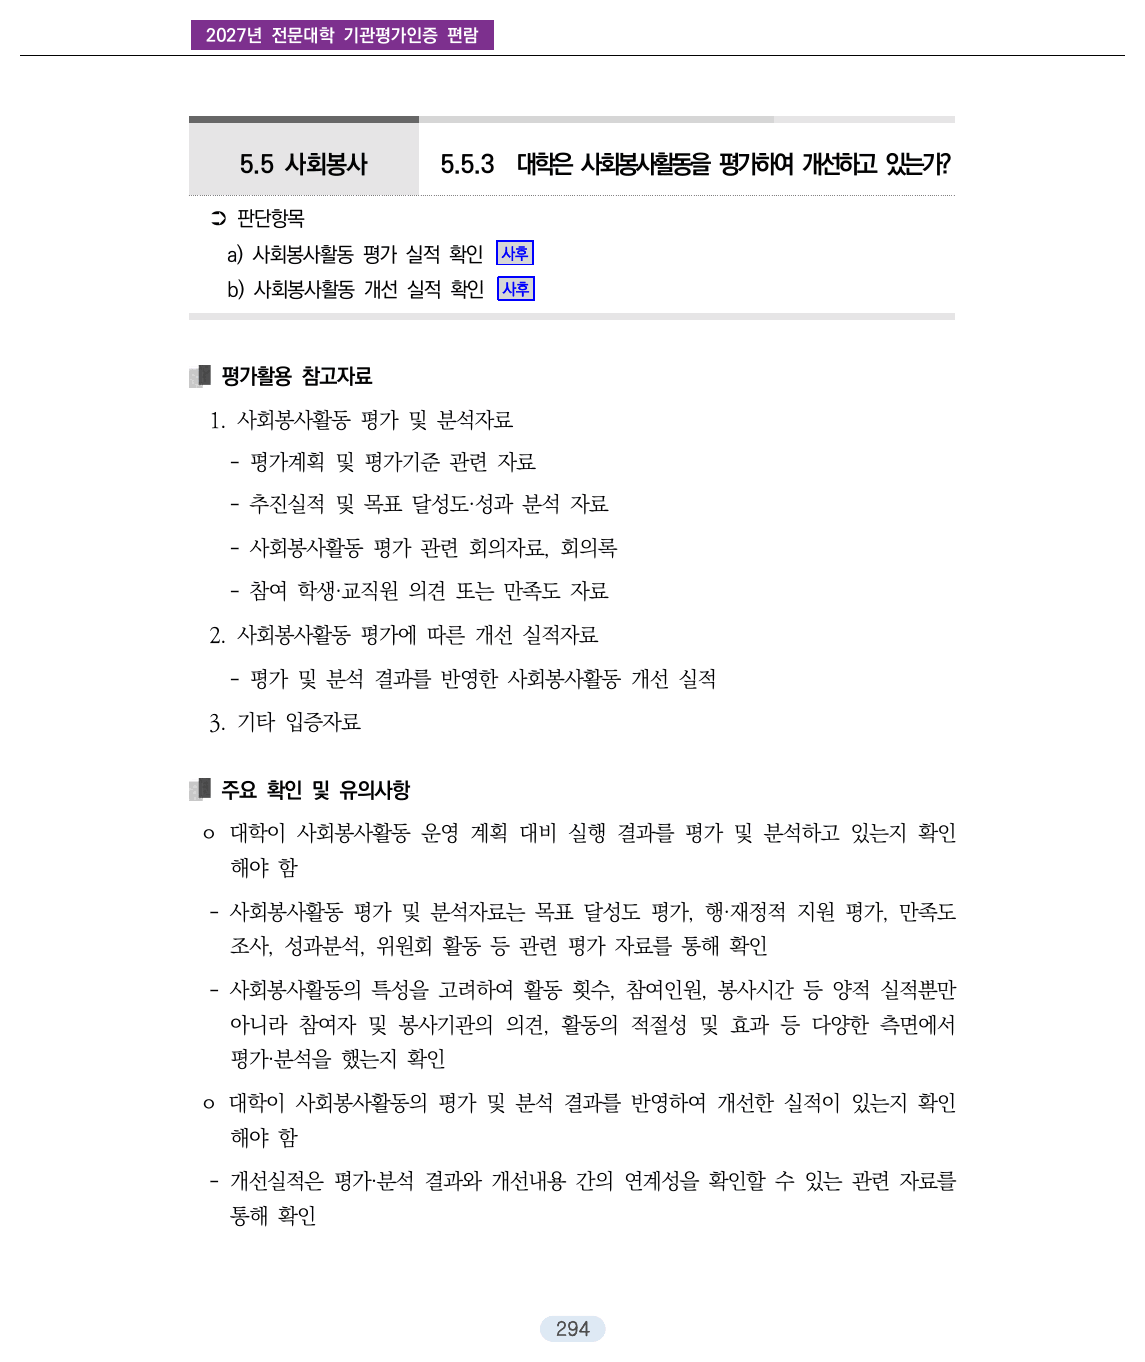 2027년 전문대학 기관평가인증 편람
5.5 사회봉사
5.5.3 대학은 사회봉사활동을 평가하여 개선하고 있는가?
➲ 판단항목
a) 사회봉사활동 평가 실적 확인 사후
b) 사회봉사활동 개선 실적 확인 사후
평가활용 참고자료
1. 사회봉사활동 평가 및 분석자료
- 평가계획 및 평가기준 관련 자료
- 추진실적 및 목표 달성도·성과 분석 자료
- 사회봉사활동 평가 관련 회의자료, 회의록
- 참여 학생·교직원 의견 또는 만족도 자료
2. 사회봉사활동 평가에 따른 개선 실적자료
- 평가 및 분석 결과를 반영한 사회봉사활동 개선 실적
3. 기타 입증자료
주요 확인 및 유의사항
ㅇ 대학이 사회봉사활동 운영 계획 대비 실행 결과를 평가 및 분석하고 있는지 확인
해야 함
- 사회봉사활동 평가 및 분석자료는 목표 달성도 평가, 행·재정적 지원 평가, 만족도
조사, 성과분석, 위원회 활동 등 관련 평가 자료를 통해 확인
- 사회봉사활동의 특성을 고려하여 활동 횟수, 참여인원, 봉사시간 등 양적 실적뿐만
아니라 참여자 및 봉사기관의 의견, 활동의 적절성 및 효과 등 다양한 측면에서
평가·분석을 했는지 확인
ㅇ 대학이 사회봉사활동의 평가 및 분석 결과를 반영하여 개선한 실적이 있는지 확인
해야 함
- 개선실적은 평가·분석 결과와 개선내용 간의 연계성을 확인할 수 있는 관련 자료를
통해 확인
294